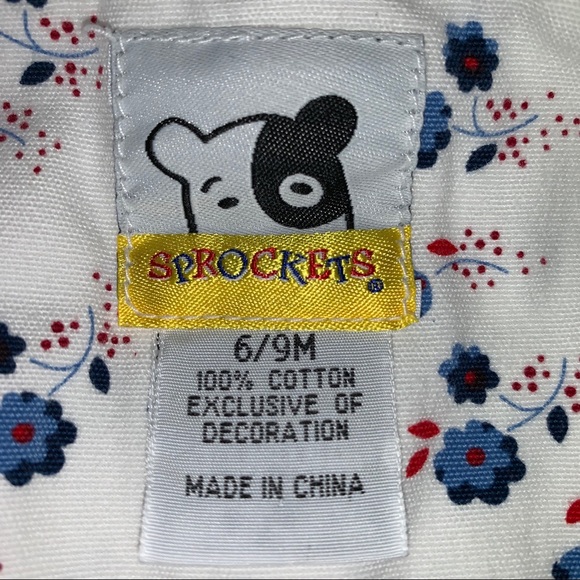 SPROCKETS®
6/9M
100% COTTON
EXCLUSIVE OF
DECORATION
MADE IN CHINA